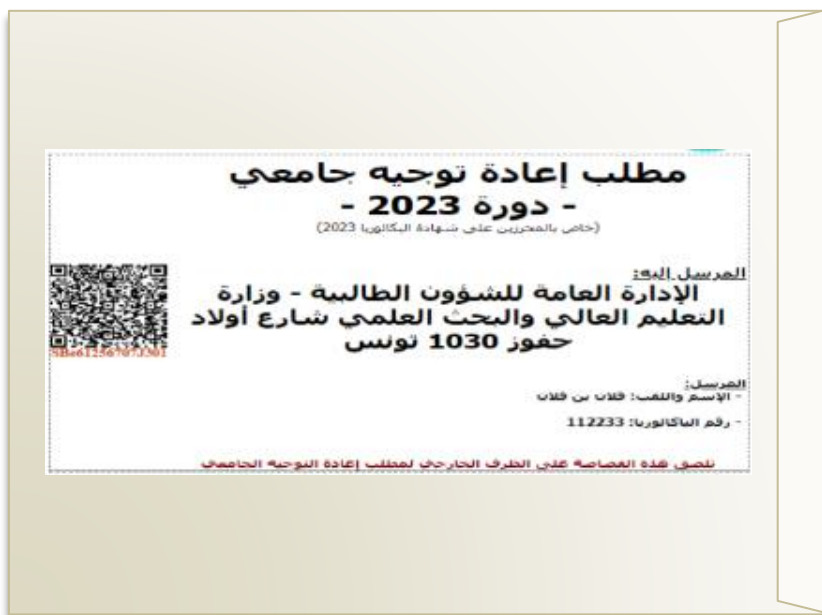 مطلب إعادة توجيه جامعي
- دورة 2023 -
(خاص بالمحرزين على شهادة البكالوريا 2023)
المرسل إليه:
الإدارة العامة للشؤون الطالبية - وزارة
التعليم العالي والبحث العلمي شارع أولاد
حفوز 1030 تونس
المرسل:
- الإسم واللقب: فلان بن فلان
- رقم الباكالوريا: 112233
تلصق هذه القصاصة على الظرف الخارجي لمطلب إعادة التوجيه الجامعي